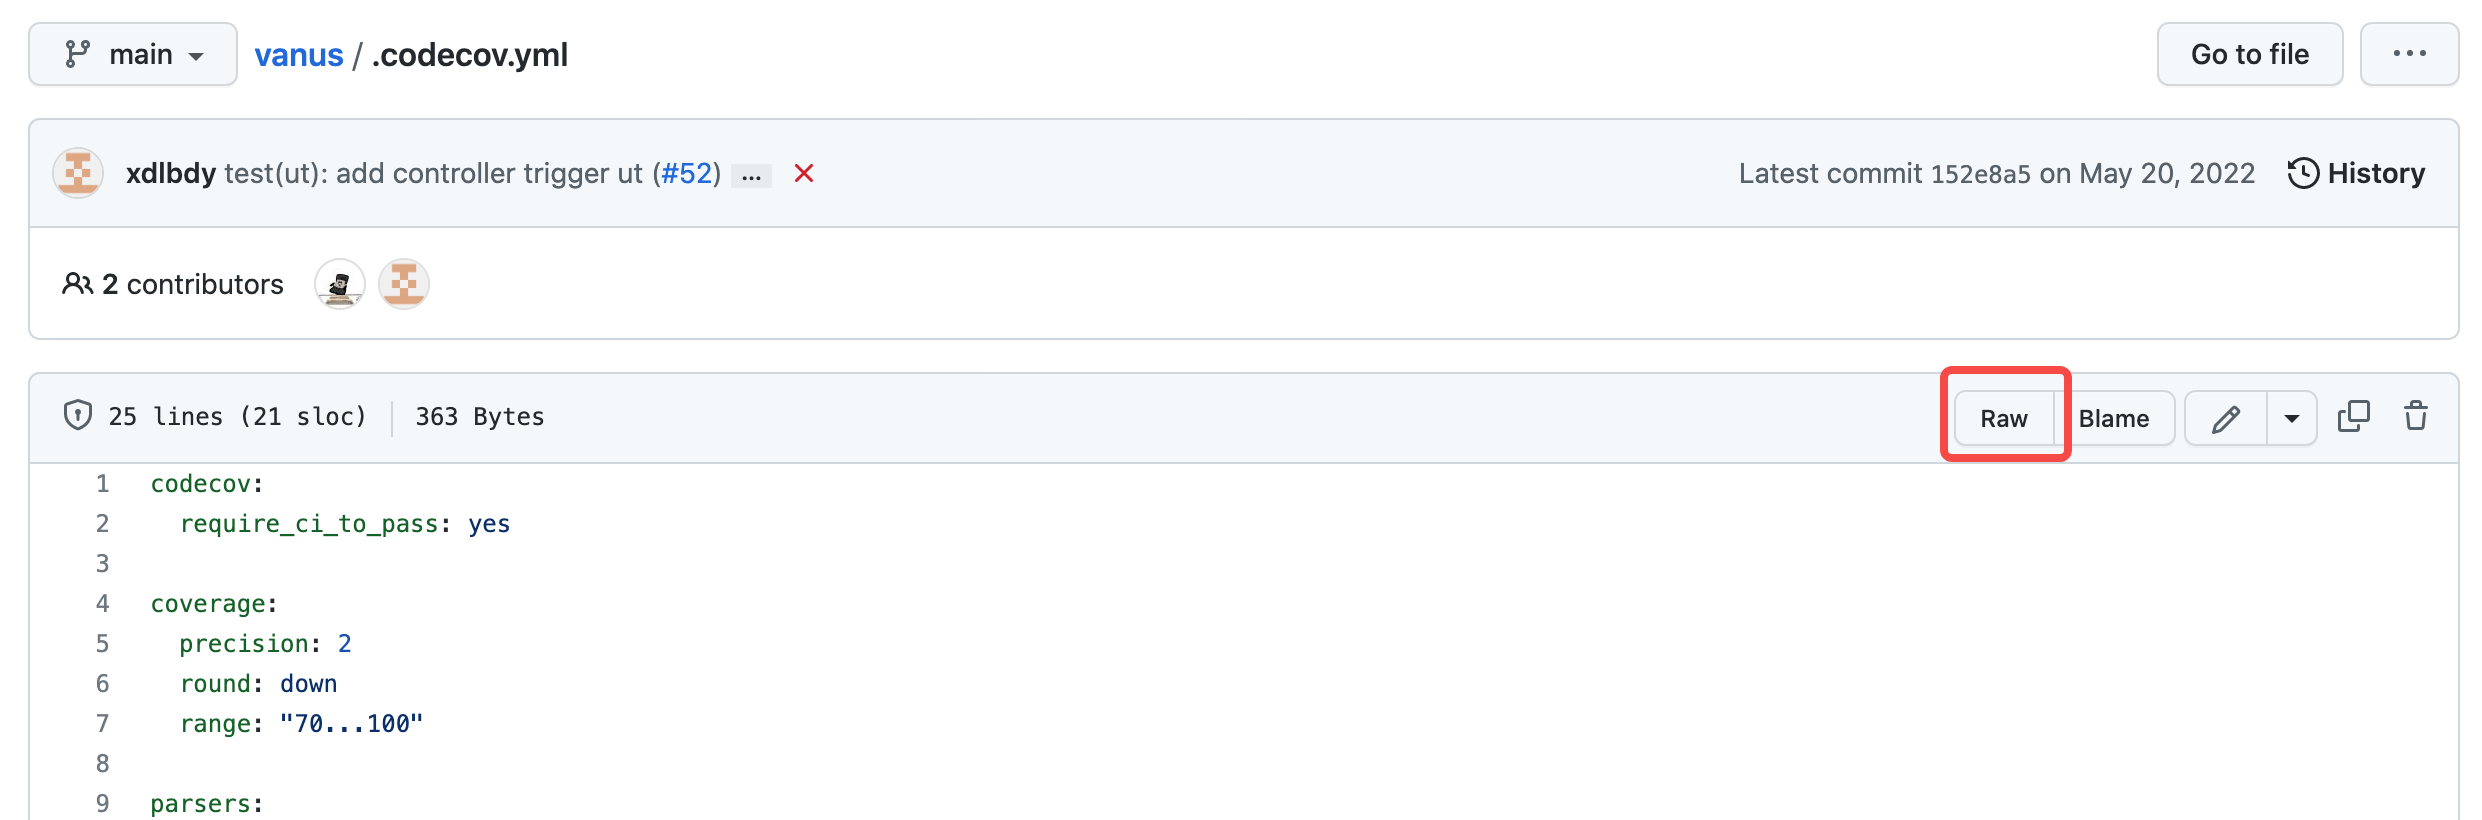 main
vanus / .codecov.yml
Go to file
...
xdlbdy test(ut): add controller trigger ut (#52) ...
Latest commit 152e8a5 on May 20, 2022
History
2 contributors
25 lines (21 sloc)
363 Bytes
Raw
Blame
1 codecov:
2   require_ci_to_pass: yes
3
4 coverage:
5   precision: 2
6   round: down
7   range: "70...100"
8
9 parsers: